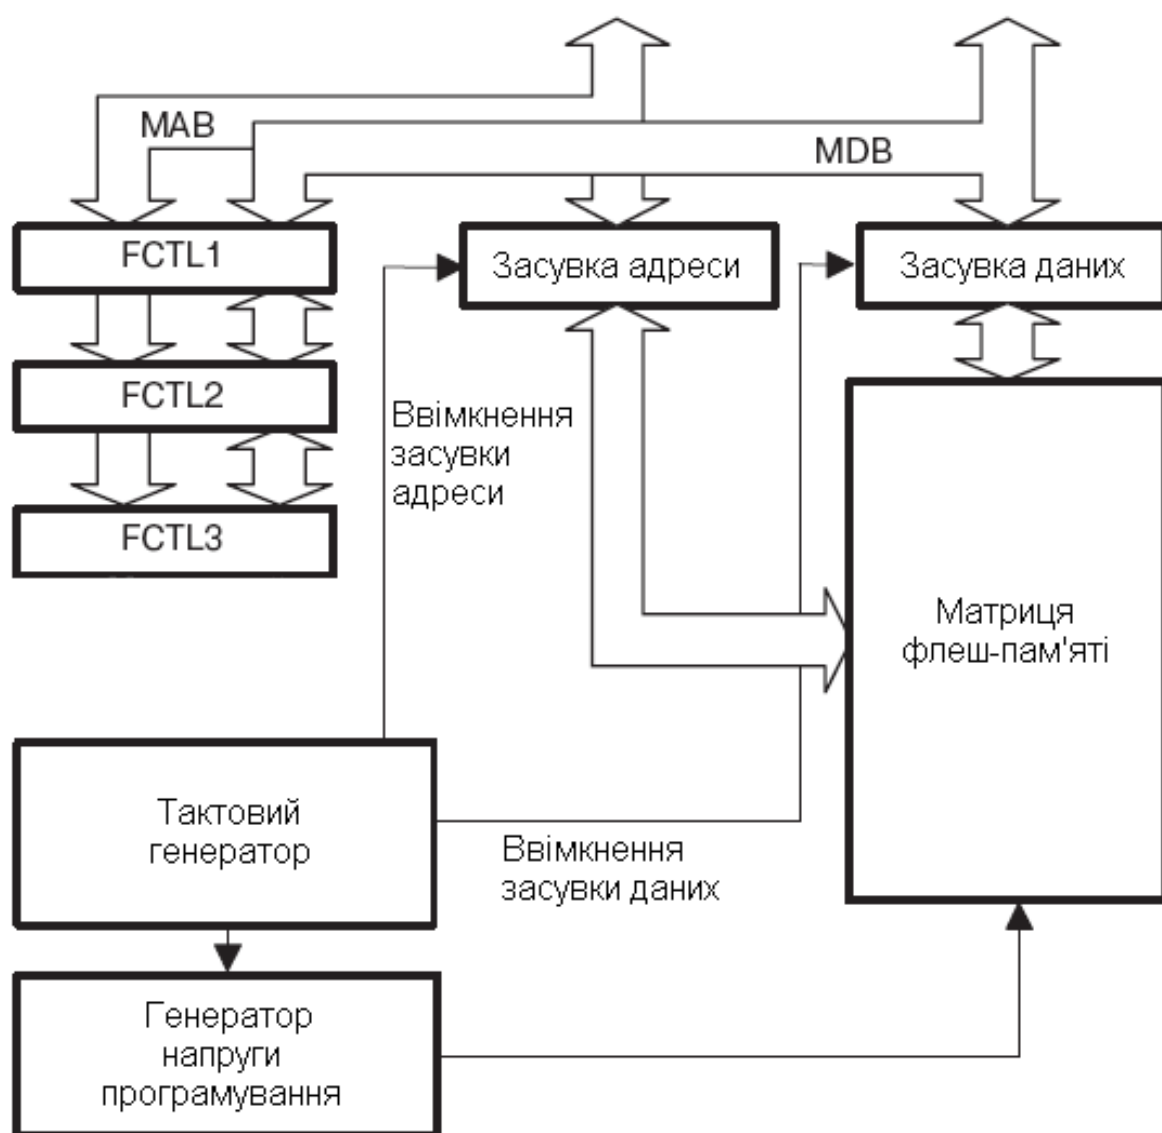 MAB
MDB
FCTL1
Засувка адреси
Засувка даних
FCTL2
Ввімкнення
засувки
адреси
FCTL3
Матриця
флеш-пам'яті
Тактовий
генератор
Ввімкнення
засувки даних
Генератор
напруги
програмування